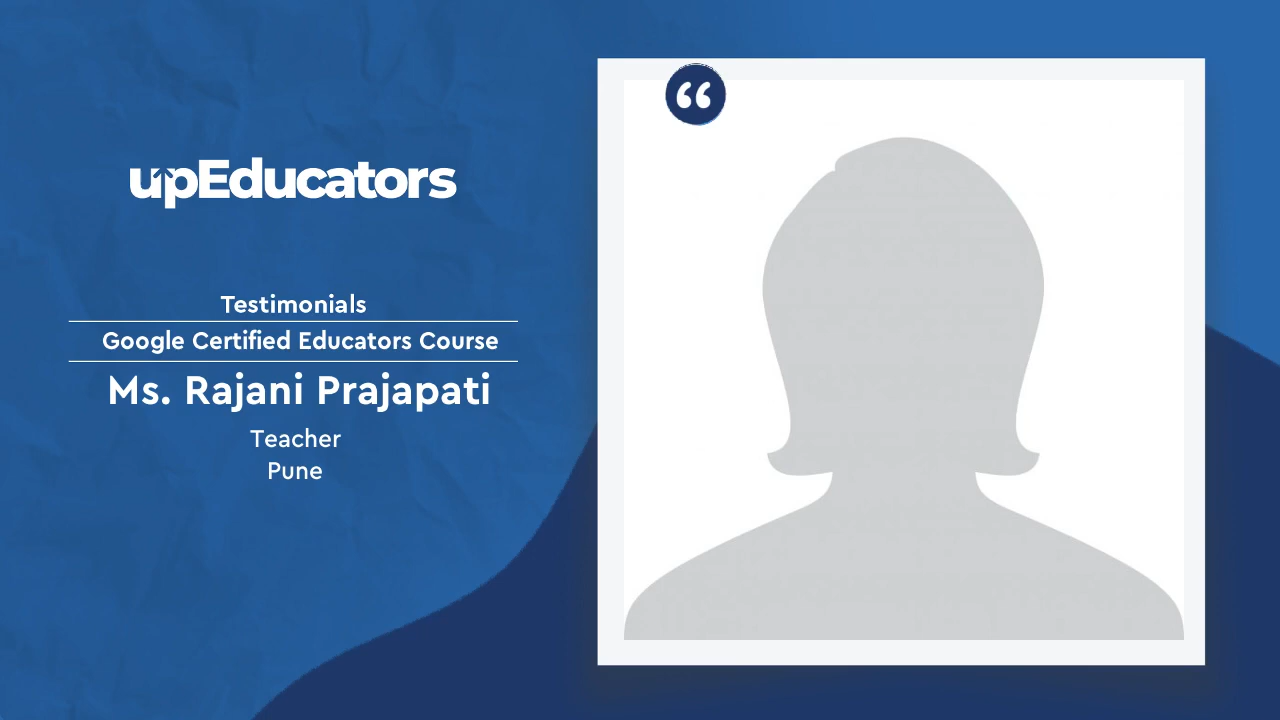 upEducators
Testimonials
Google Certified Educators Course
Ms. Rajani Prajapati
Teacher
Pune